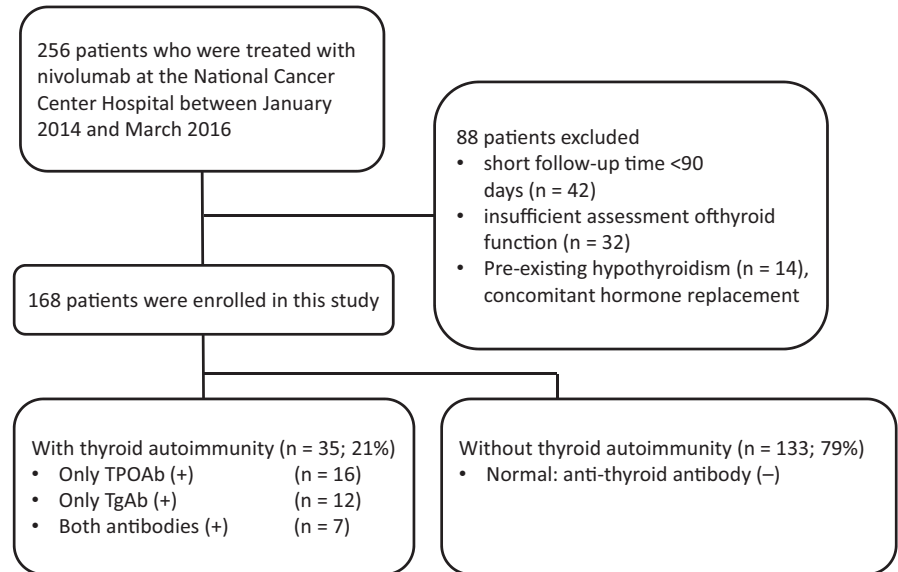 256 patients who were treated with
nivolumab at the National Cancer
Center Hospital between January
2014 and March 2016
88 patients excluded
• short follow-up time <90
days (n = 42)
• insufficient assessment ofthyroid
function (n = 32)
• Pre-existing hypothyroidism (n = 14),
concomitant hormone replacement
168 patients were enrolled in this study
With thyroid autoimmunity (n = 35; 21%)
• Only TPOAb (+) (n = 16)
• Only TgAb (+) (n = 12)
• Both antibodies (+) (n = 7)
Without thyroid autoimmunity (n = 133; 79%)
• Normal: anti-thyroid antibody (–)